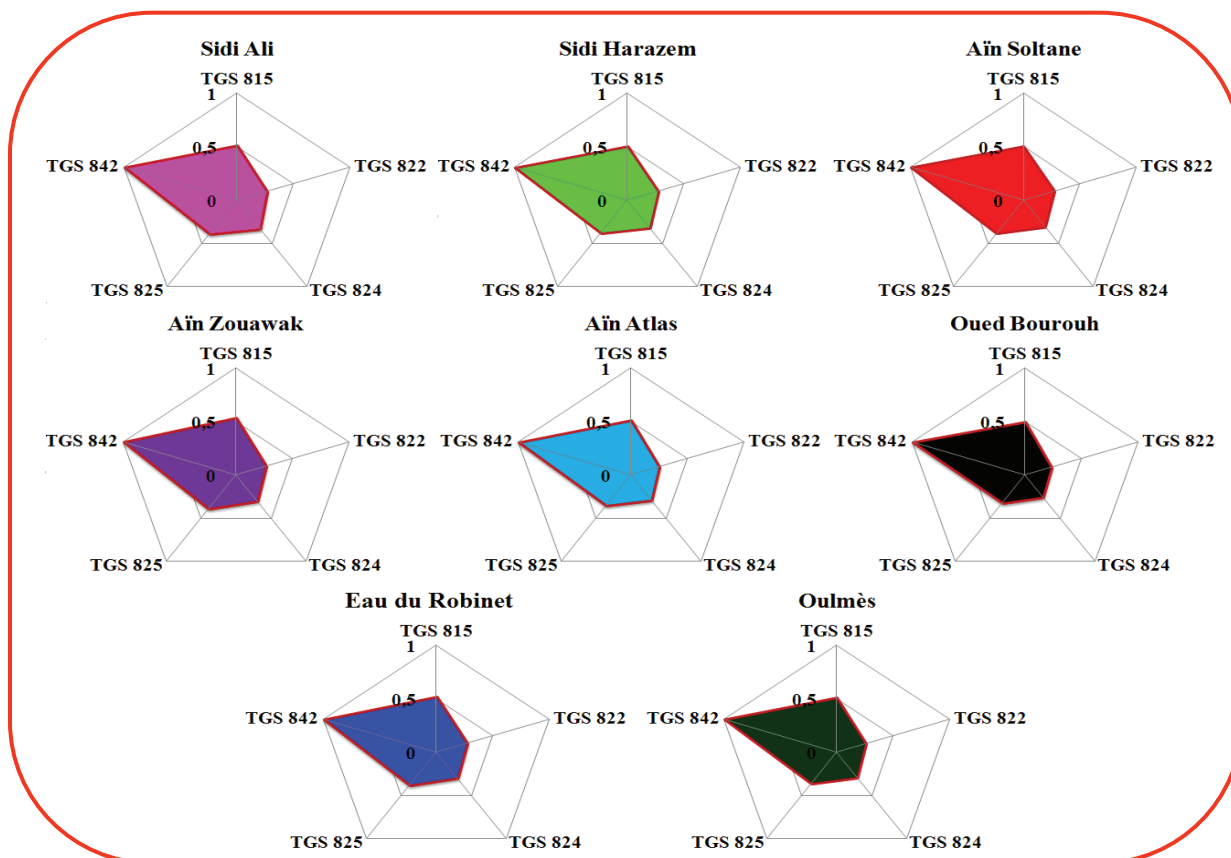 Sidi Ali
TGS 815
1
TGS 842
0,5
TGS 822
0
TGS 825
TGS 824
Sidi Harazem
TGS 815
1
TGS 842
0,5
TGS 822
0
TGS 825
TGS 824
Aïn Soltane
TGS 815
1
TGS 842
0,5
TGS 822
0
TGS 825
TGS 824
Aïn Zouawak
TGS 815
1
TGS 842
0,5
TGS 822
0
TGS 825
TGS 824
Aïn Atlas
TGS 815
1
TGS 842
0,5
TGS 822
0
TGS 825
TGS 824
Oued Bourouh
TGS 815
1
TGS 842
0,5
TGS 822
0
TGS 825
TGS 824
Eau du Robinet
TGS 815
1
TGS 842
0,5
TGS 822
0
TGS 825
TGS 824
Oulmès
TGS 815
1
TGS 842
0,5
TGS 822
0
TGS 825
TGS 824